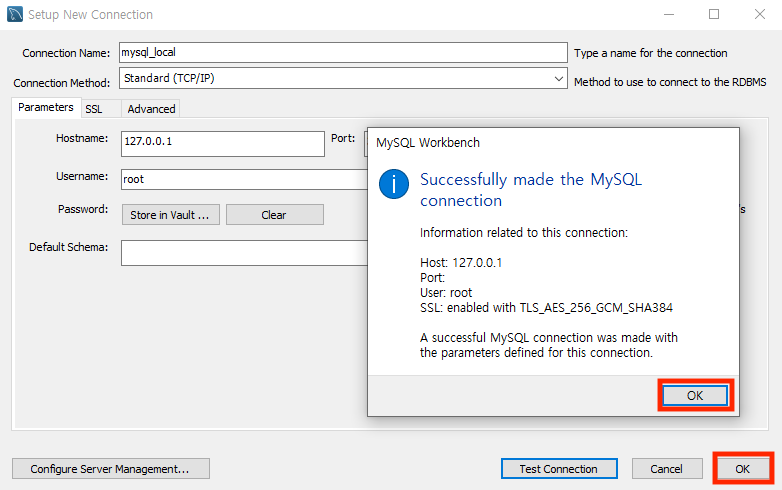 Setup New Connection
Connection Name: mysql_local Type a name for the connection
Connection Method: Standard (TCP/IP) Method to use to connect to the RDBMS
Parameters SSL Advanced
Hostname: 127.0.0.1 Port:
Username: root
Password: Store in Vault ... Clear
Default Schema:
MySQL Workbench
Successfully made the MySQL
connection
Information related to this connection:
Host: 127.0.0.1
Port:
User: root
SSL: enabled with TLS_AES_256_GCM_SHA384
A successful MySQL connection was made with
the parameters defined for this connection.
OK
Configure Server Management... Test Connection Cancel OK